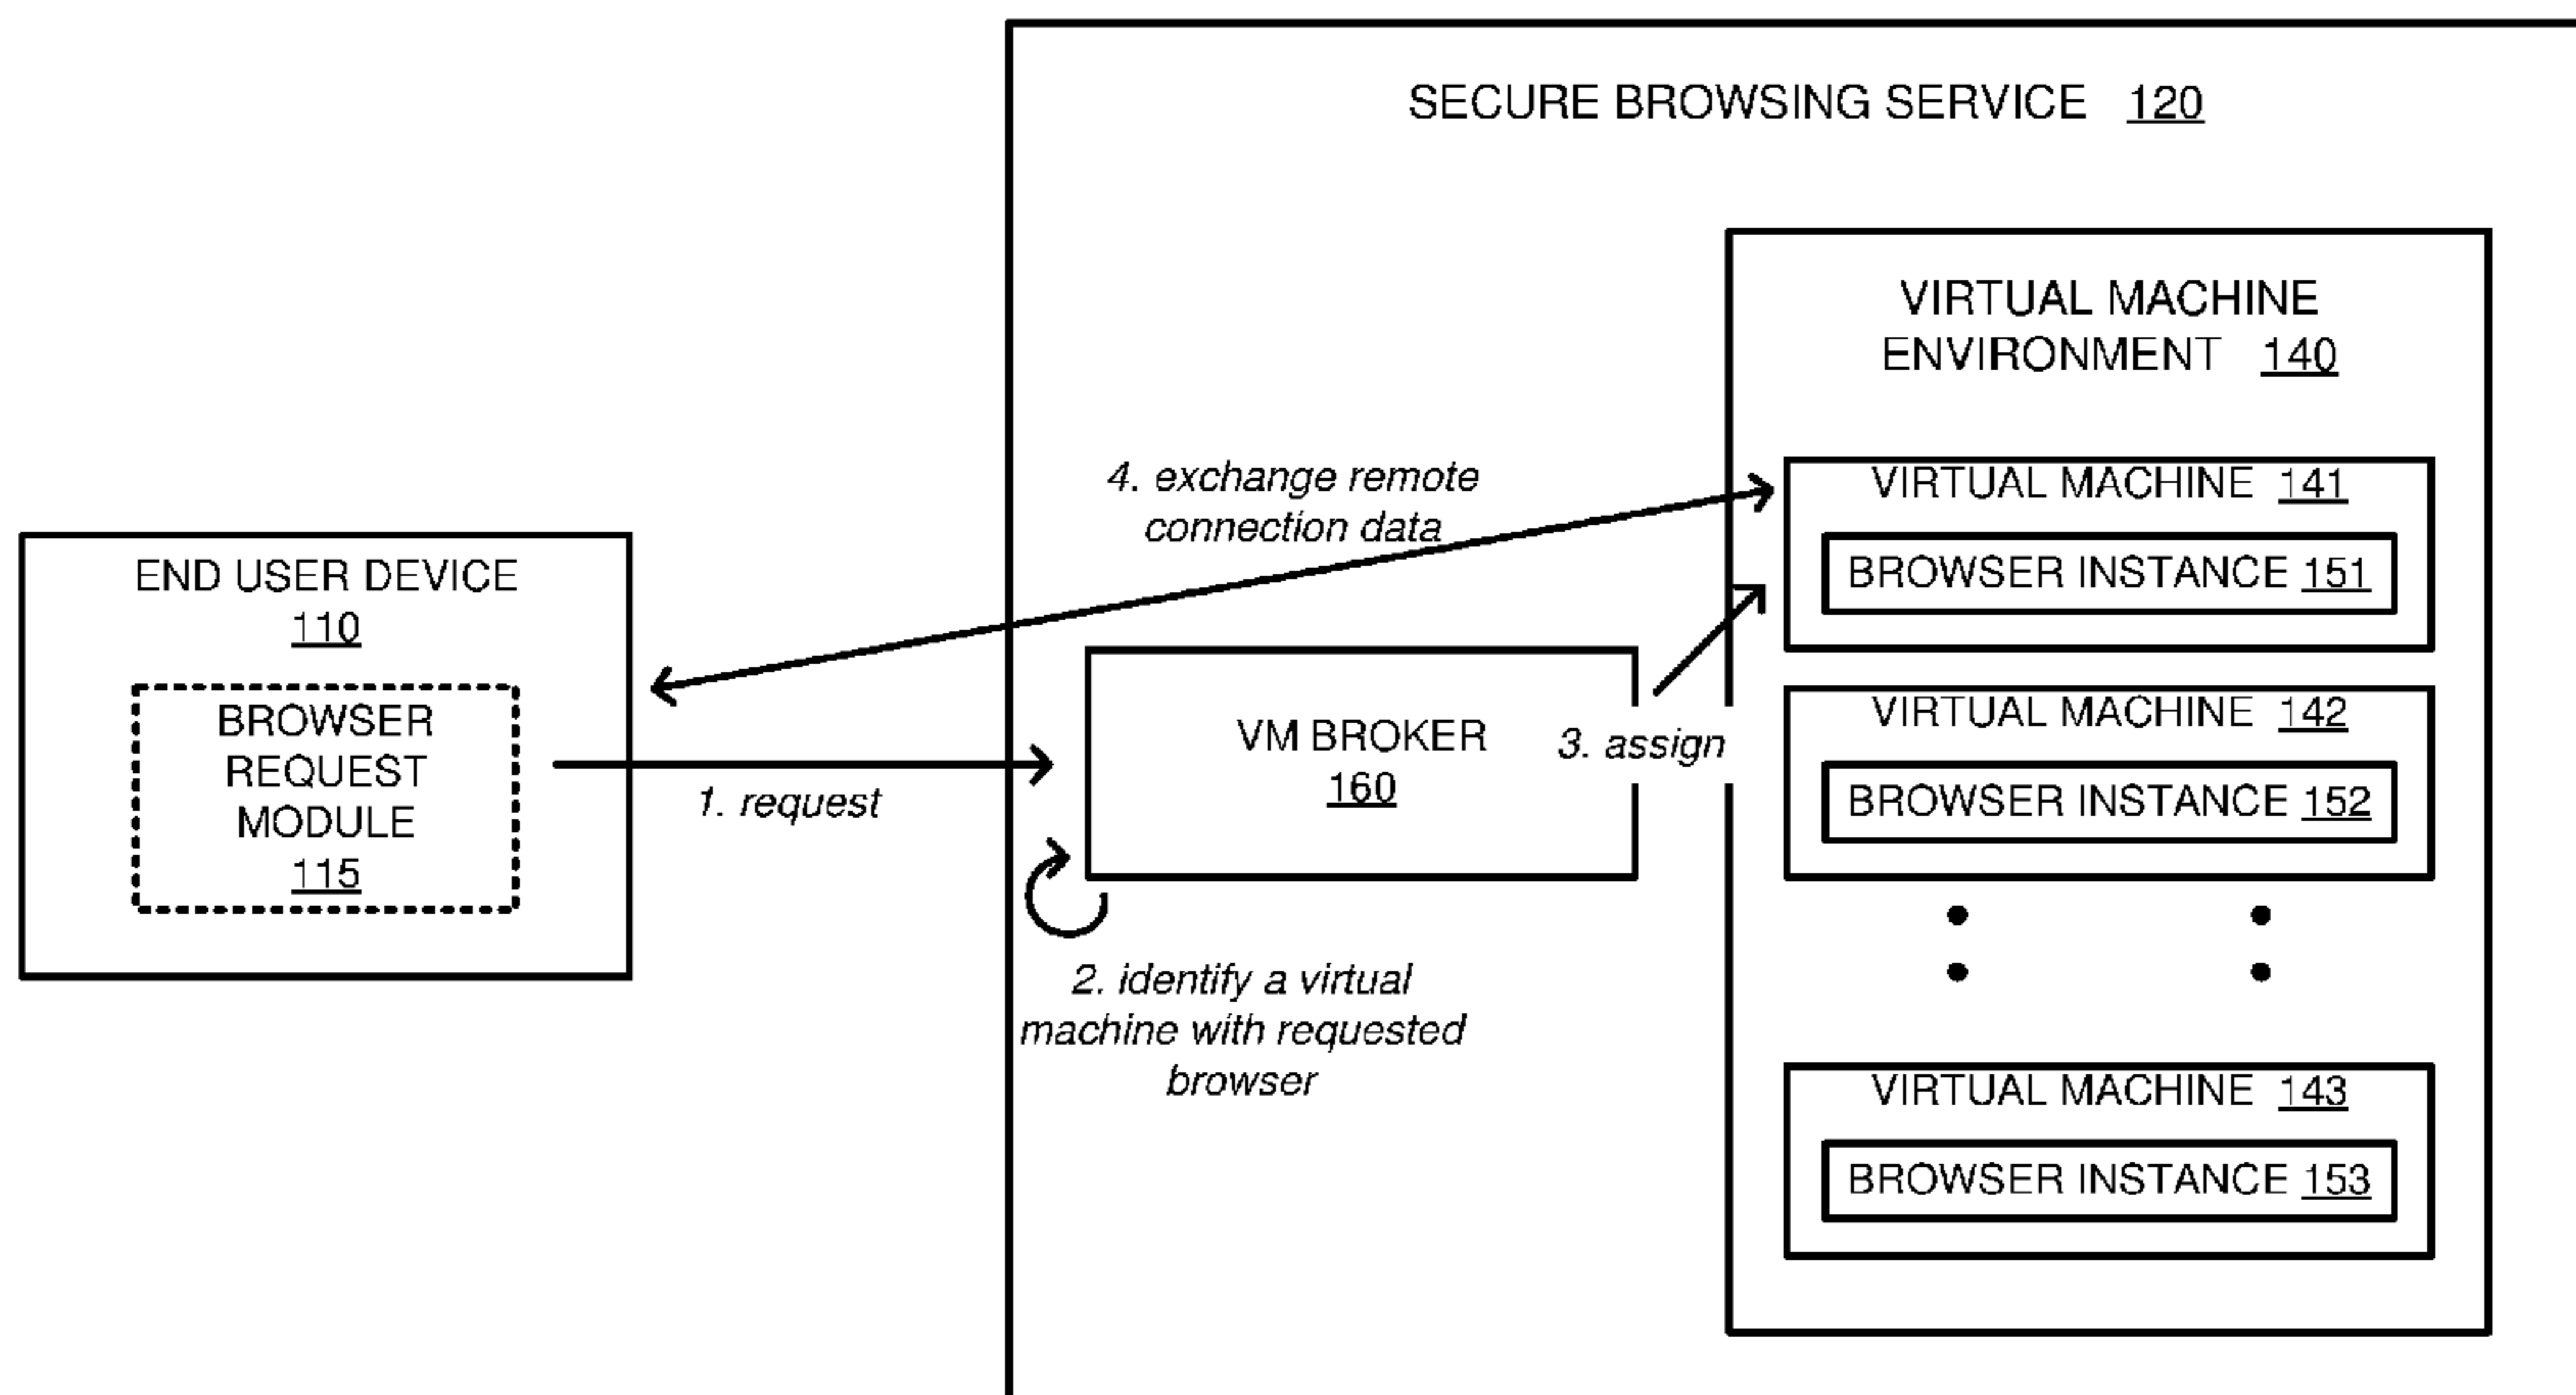 SECURE BROWSING SERVICE 120
VIRTUAL MACHINE
ENVIRONMENT 140
4. exchange remote
connection data
VIRTUAL MACHINE 141
BROWSER INSTANCE 151
END USER DEVICE
110
BROWSER
REQUEST
MODULE
115
1. request
VM BROKER
160
3. assign
VIRTUAL MACHINE 142
BROWSER INSTANCE 152
2. identify a virtual
machine with requested
browser
VIRTUAL MACHINE 143
BROWSER INSTANCE 153